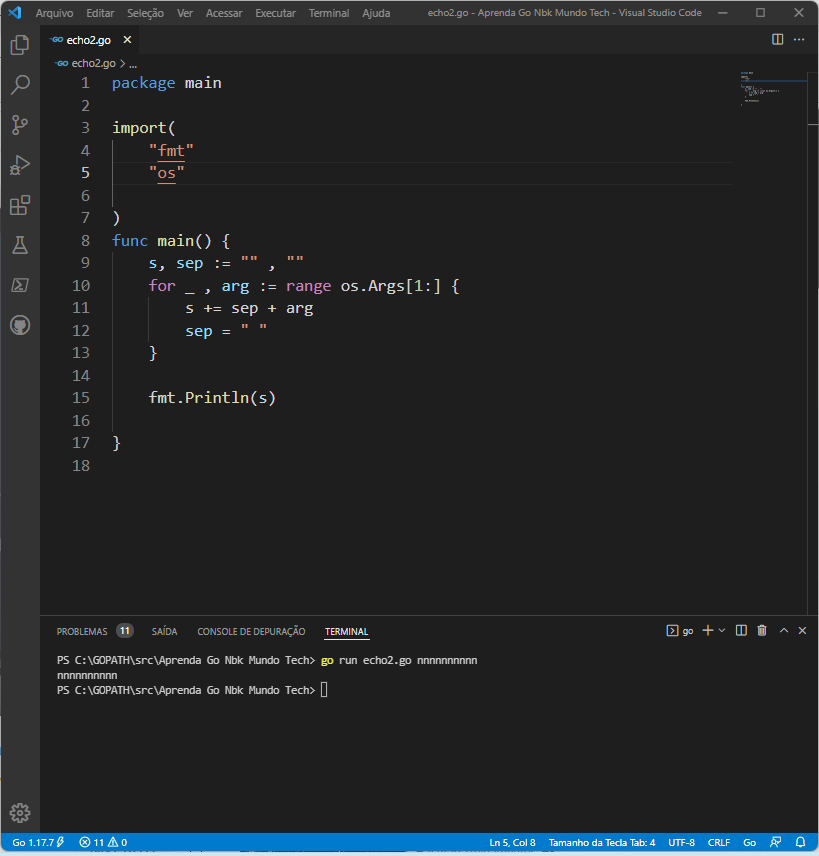 Arquivo Editar Seleção Ver Acessar Executar Terminal Ajuda echo2.go - Aprenda Go Nbk Mundo Tech - Visual Studio Code
GO echo2.go
GO echo2.go > ...
1 package main
2
3 import(
4 "fmt"
5 "os"
6
7 )
8 func main() {
9 s, sep := "" , ""
10 for _ , arg := range os.Args[1:] {
11 s += sep + arg
12 sep = " "
13 }
14
15 fmt.Println(s)
16
17 }
18
PROBLEMAS 11 SAÍDA CONSOLE DE DEPURAÇÃO TERMINAL go
PS C:\GOPATH\src\Aprenda Go Nbk Mundo Tech> go run echo2.go nnnnnnnnnn
nnnnnnnnnn
PS C:\GOPATH\src\Aprenda Go Nbk Mundo Tech>
Go 1.17.7 11 0 Ln 5, Col 8 Tamanho da Tecla Tab: 4 UTF-8 CRLF Go